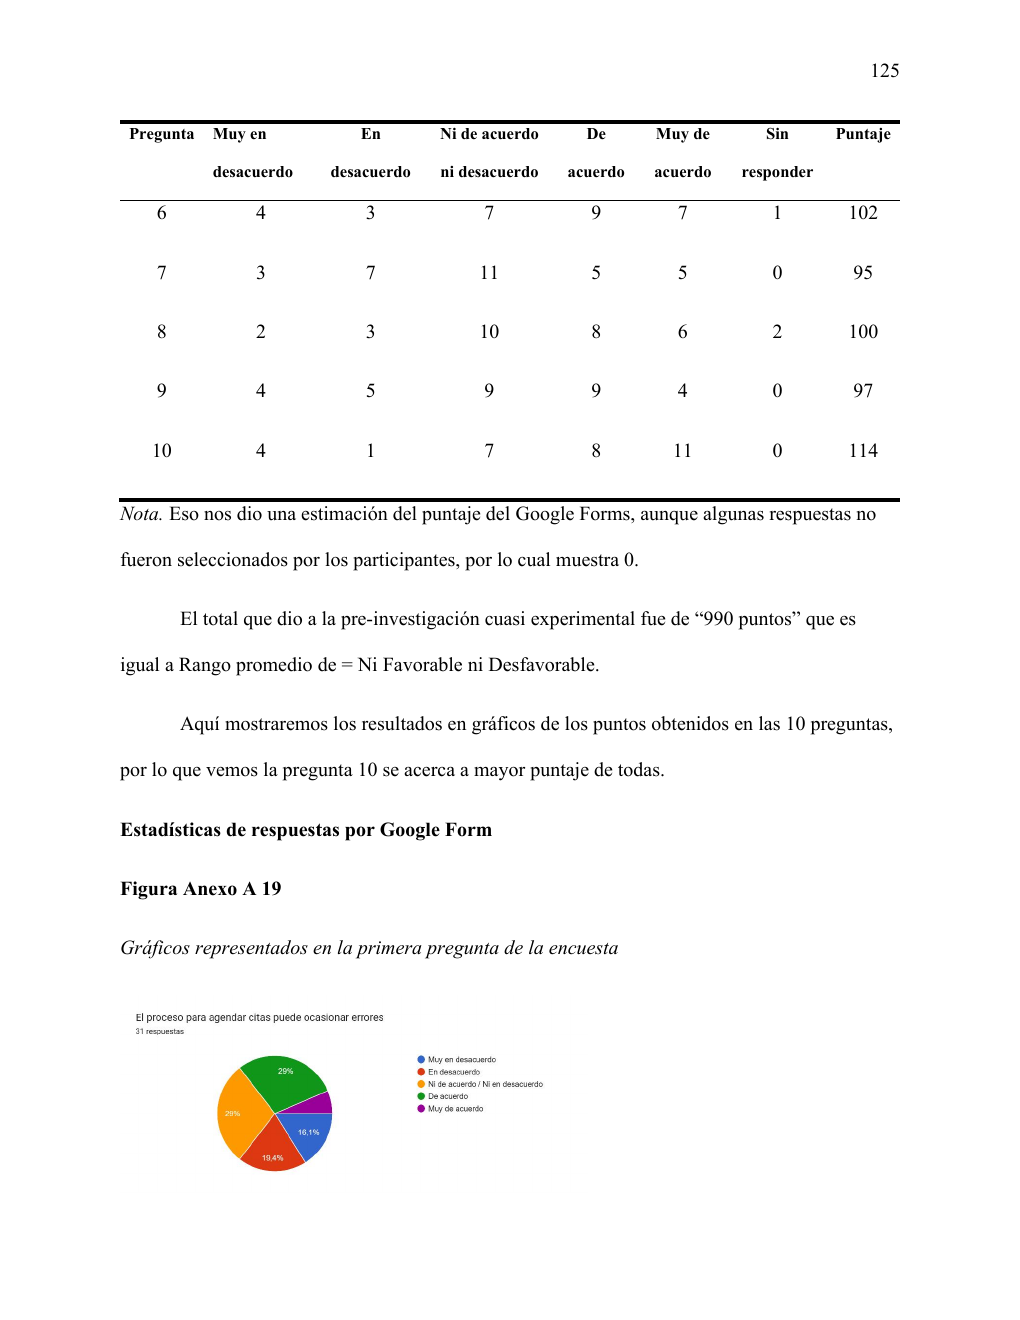 125
Pregunta Muy en desacuerdo En desacuerdo Ni de acuerdo ni desacuerdo De acuerdo Muy de acuerdo Sin responder Puntaje
6 4 3 7 9 7 1 102
7 3 7 11 5 5 0 95
8 2 3 10 8 6 2 100
9 4 5 9 9 4 0 97
10 4 1 7 8 11 0 114
Nota. Eso nos dio una estimación del puntaje del Google Forms, aunque algunas respuestas no
fueron seleccionados por los participantes, por lo cual muestra 0.
El total que dio a la pre-investigación cuasi experimental fue de “990 puntos” que es
igual a Rango promedio de = Ni Favorable ni Desfavorable.
Aquí mostraremos los resultados en gráficos de los puntos obtenidos en las 10 preguntas,
por lo que vemos la pregunta 10 se acerca a mayor puntaje de todas.
Estadísticas de respuestas por Google Form
Figura Anexo A 19
Gráficos representados en la primera pregunta de la encuesta
El proceso para agendar citas puede ocasionar errores
31 respuestas
29%
29%
16,1%
19,4%
Muy en desacuerdo
En desacuerdo
Ni de acuerdo / Ni en desacuerdo
De acuerdo
Muy de acuerdo